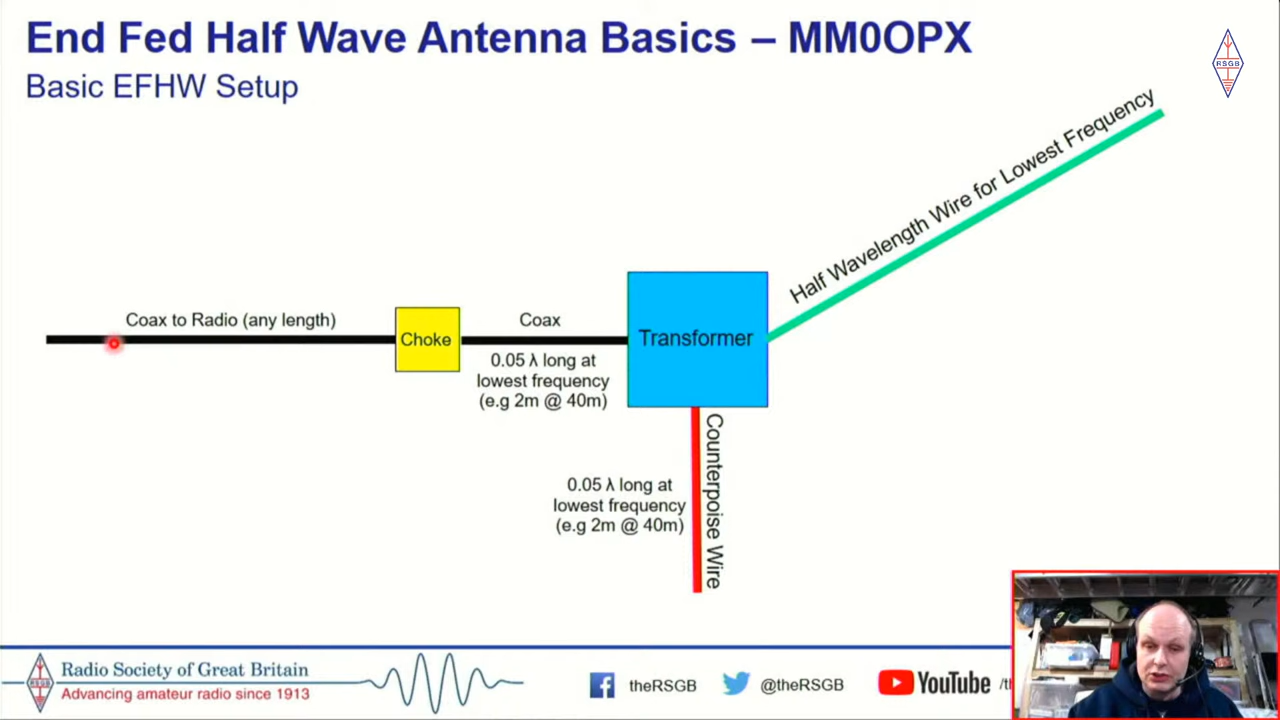 End Fed Half Wave Antenna Basics – MM0OPX
Basic EFHW Setup
RSGB
Half Wavelength Wire for Lowest Frequency
Coax to Radio (any length)
Choke
Coax
0.05 λ long at
lowest frequency
(e.g 2m @ 40m)
Transformer
Counterpoise Wire
0.05 λ long at
lowest frequency
(e.g 2m @ 40m)
RSGB
Radio Society of Great Britain
Advancing amateur radio since 1913
theRSGB
@theRSGB
YouTube